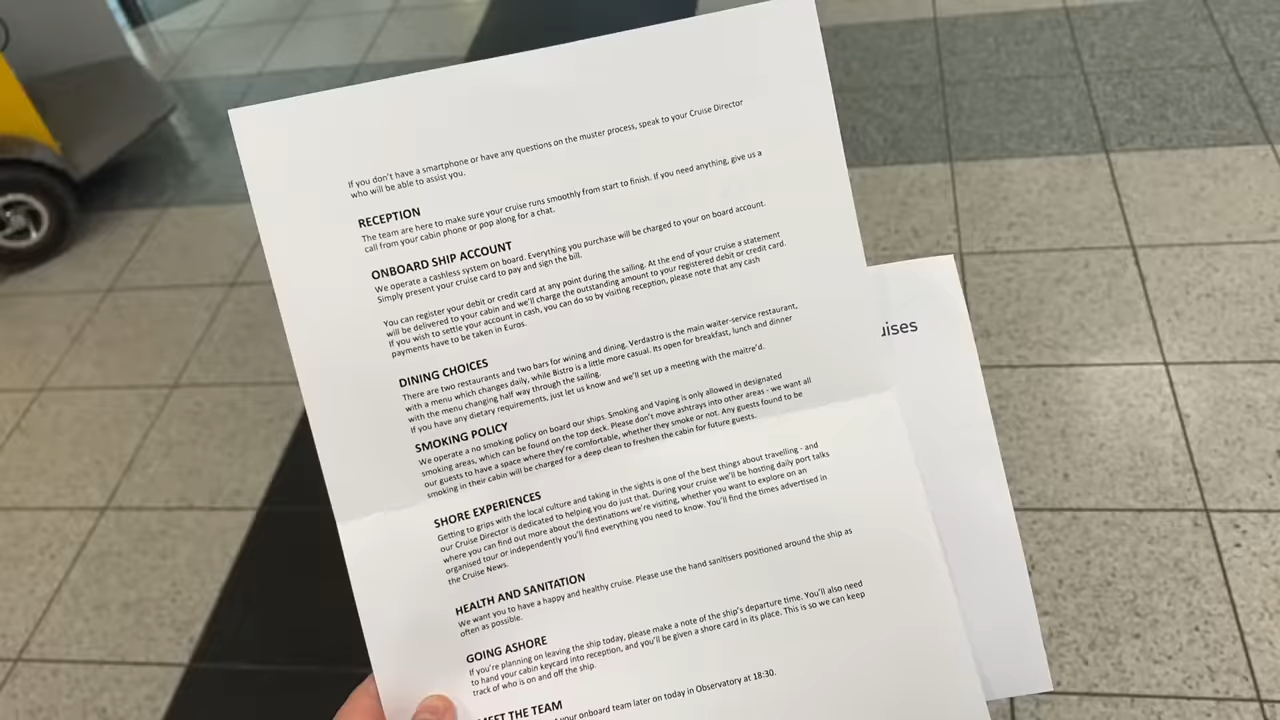 If you don't have a smartphone or have any questions on the muster process, speak to your Cruise Director
who will be able to assist you.
RECEPTION
The team are here to make sure your cruise runs smoothly from start to finish. If you need anything, give us a
call from your cabin phone or pop along for a chat.
ONBOARD SHIP ACCOUNT
We operate a cashless system on board. Everything you purchase will be charged to your on board account.
Simply present your cruise card to pay and sign the bill.
You can register your debit or credit card at any point during the sailing. At the end of your cruise a statement
will be delivered to your cabin and we'll charge the outstanding amount to your registered debit or credit card.
If you wish to settle your account in cash, you can do so by visiting reception, please note that any cash
payments have to be taken in Euros.
DINING CHOICES
There are two restaurants and two bars for wining and dining. Verdastro is the main waiter-service restaurant,
with a menu which changes daily, while Bistro is a little more casual. Its open for breakfast, lunch and dinner
with the menu changing half way through the sailing.
If you have any dietary requirements, just let us know and we'll set up a meeting with the maitre'd.
SMOKING POLICY
We operate a no smoking policy on board our ships. Smoking and Vaping is only allowed in designated
smoking areas, which can be found on the top deck. Please don't move ashtrays into other areas - we want all
our guests to have a space where they're comfortable, whether they smoke or not. Any guests found to be
smoking in their cabin will be charged for a deep clean to freshen the cabin for future guests.
SHORE EXPERIENCES
Getting to grips with the local culture and taking in the sights is one of the best things about travelling - and
our Cruise Director is dedicated to helping you do just that. During your cruise we'll be hosting daily port talks
where you can find out more about the destinations we're visiting, whether you want to explore on an
organised tour or independently you'll find everything you need to know. You'll find the times advertised in
the Cruise News.
HEALTH AND SANITATION
We want you to have a happy and healthy cruise. Please use the hand sanitisers positioned around the ship as
often as possible.
GOING ASHORE
If you're planning on leaving the ship today, please make a note of the ship's departure time. You'll also need
to hand your cabin keycard into reception, and you'll be given a shore card in its place. This is so we can keep
track of who is on and off the ship.
MEET THE TEAM
your onboard team later on today in Observatory at 18:30.
uises